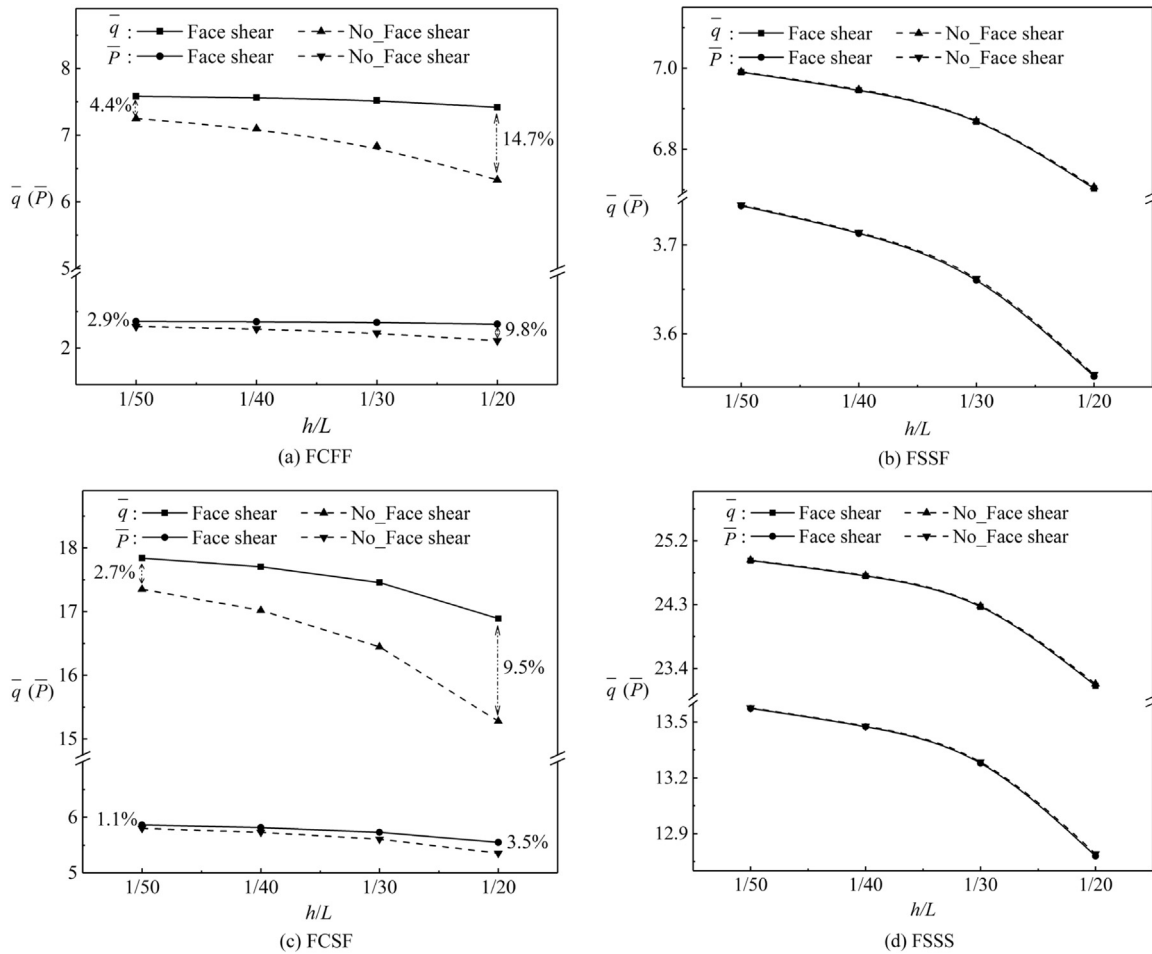 q̅ : Face shear No_Face shear
P̅ : Face shear No_Face shear
8
7
6
5
2
q̅ (P̅)
4.4%
14.7%
2.9%
9.8%
1/50 1/40 1/30 1/20
h/L
(a) FCFF
q̅ : Face shear No_Face shear
P̅ : Face shear No_Face shear
7.0
6.8
3.7
3.6
q̅ (P̅)
1/50 1/40 1/30 1/20
h/L
(b) FSSF
q̅ : Face shear No_Face shear
P̅ : Face shear No_Face shear
18
17
16
15
6
5
q̅ (P̅)
2.7%
9.5%
1.1%
3.5%
1/50 1/40 1/30 1/20
h/L
(c) FCSF
q̅ : Face shear No_Face shear
P̅ : Face shear No_Face shear
25.2
24.3
23.4
13.5
13.2
12.9
q̅ (P̅)
1/50 1/40 1/30 1/20
h/L
(d) FSSS